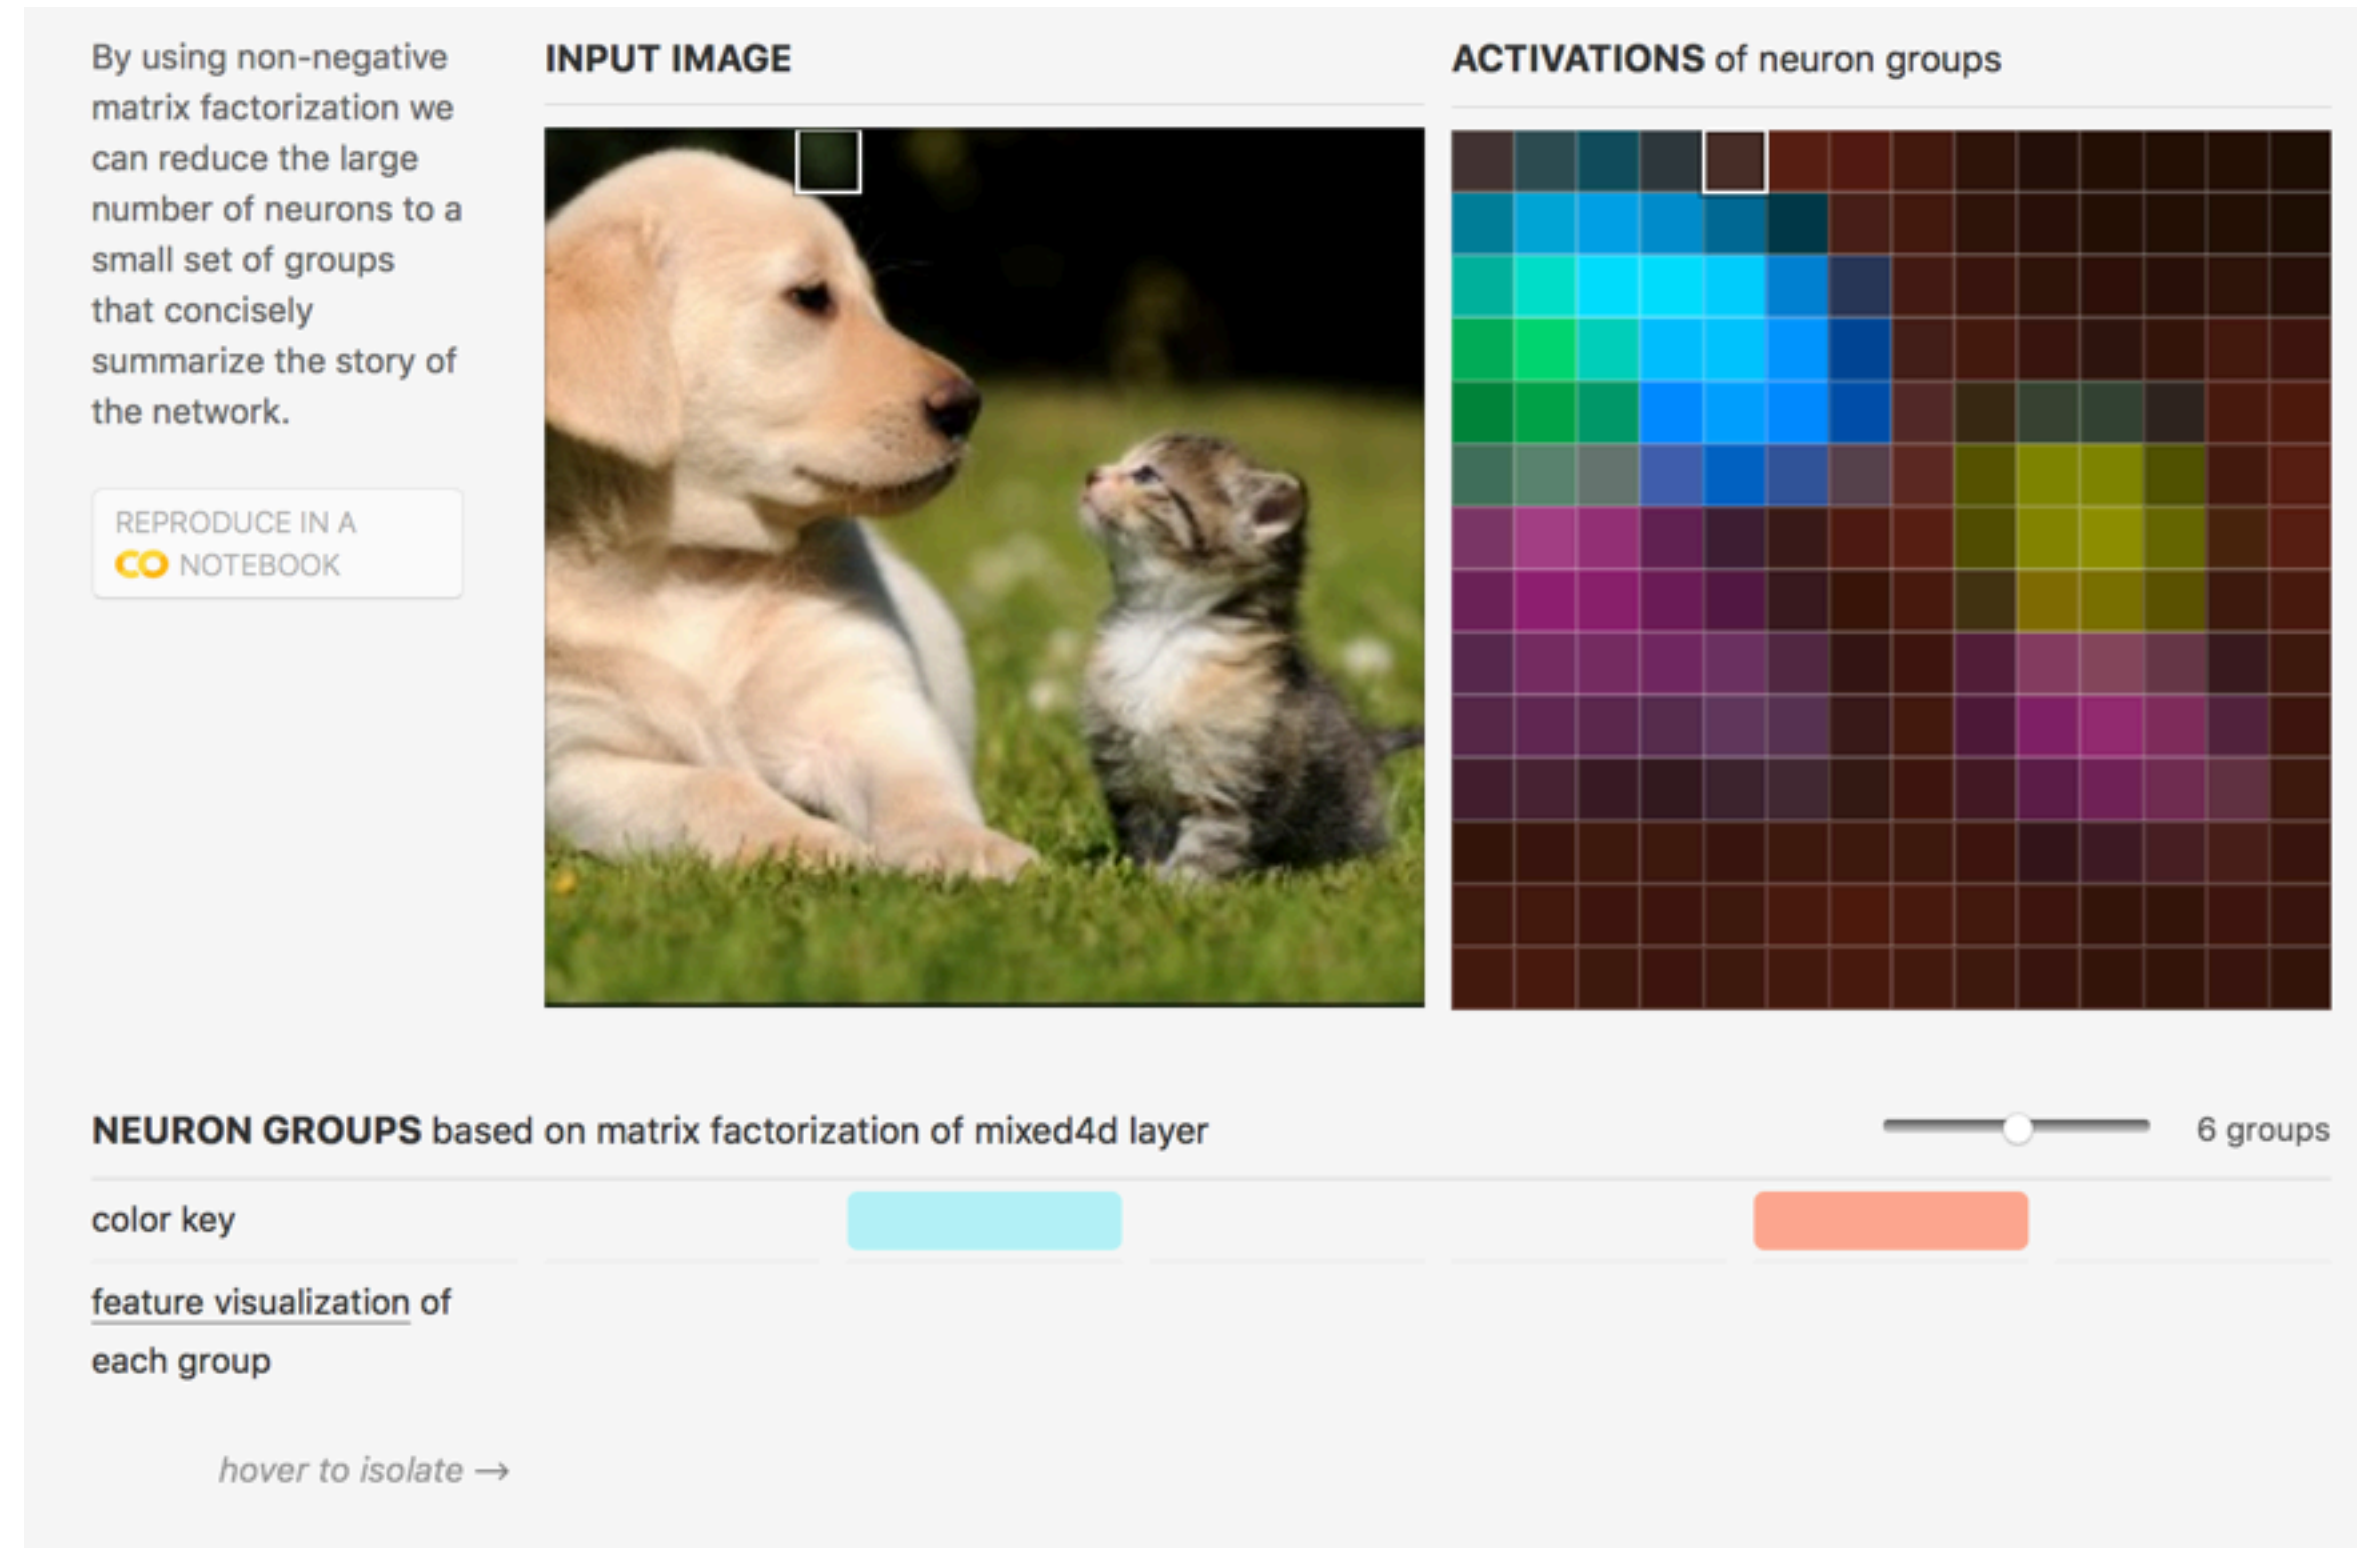 By using non-negative
matrix factorization we
can reduce the large
number of neurons to a
small set of groups
that concisely
summarize the story of
the network.
REPRODUCE IN A
CO NOTEBOOK
INPUT IMAGE
ACTIVATIONS of neuron groups
NEURON GROUPS based on matrix factorization of mixed4d layer
6 groups
color key
feature visualization of
each group
hover to isolate →